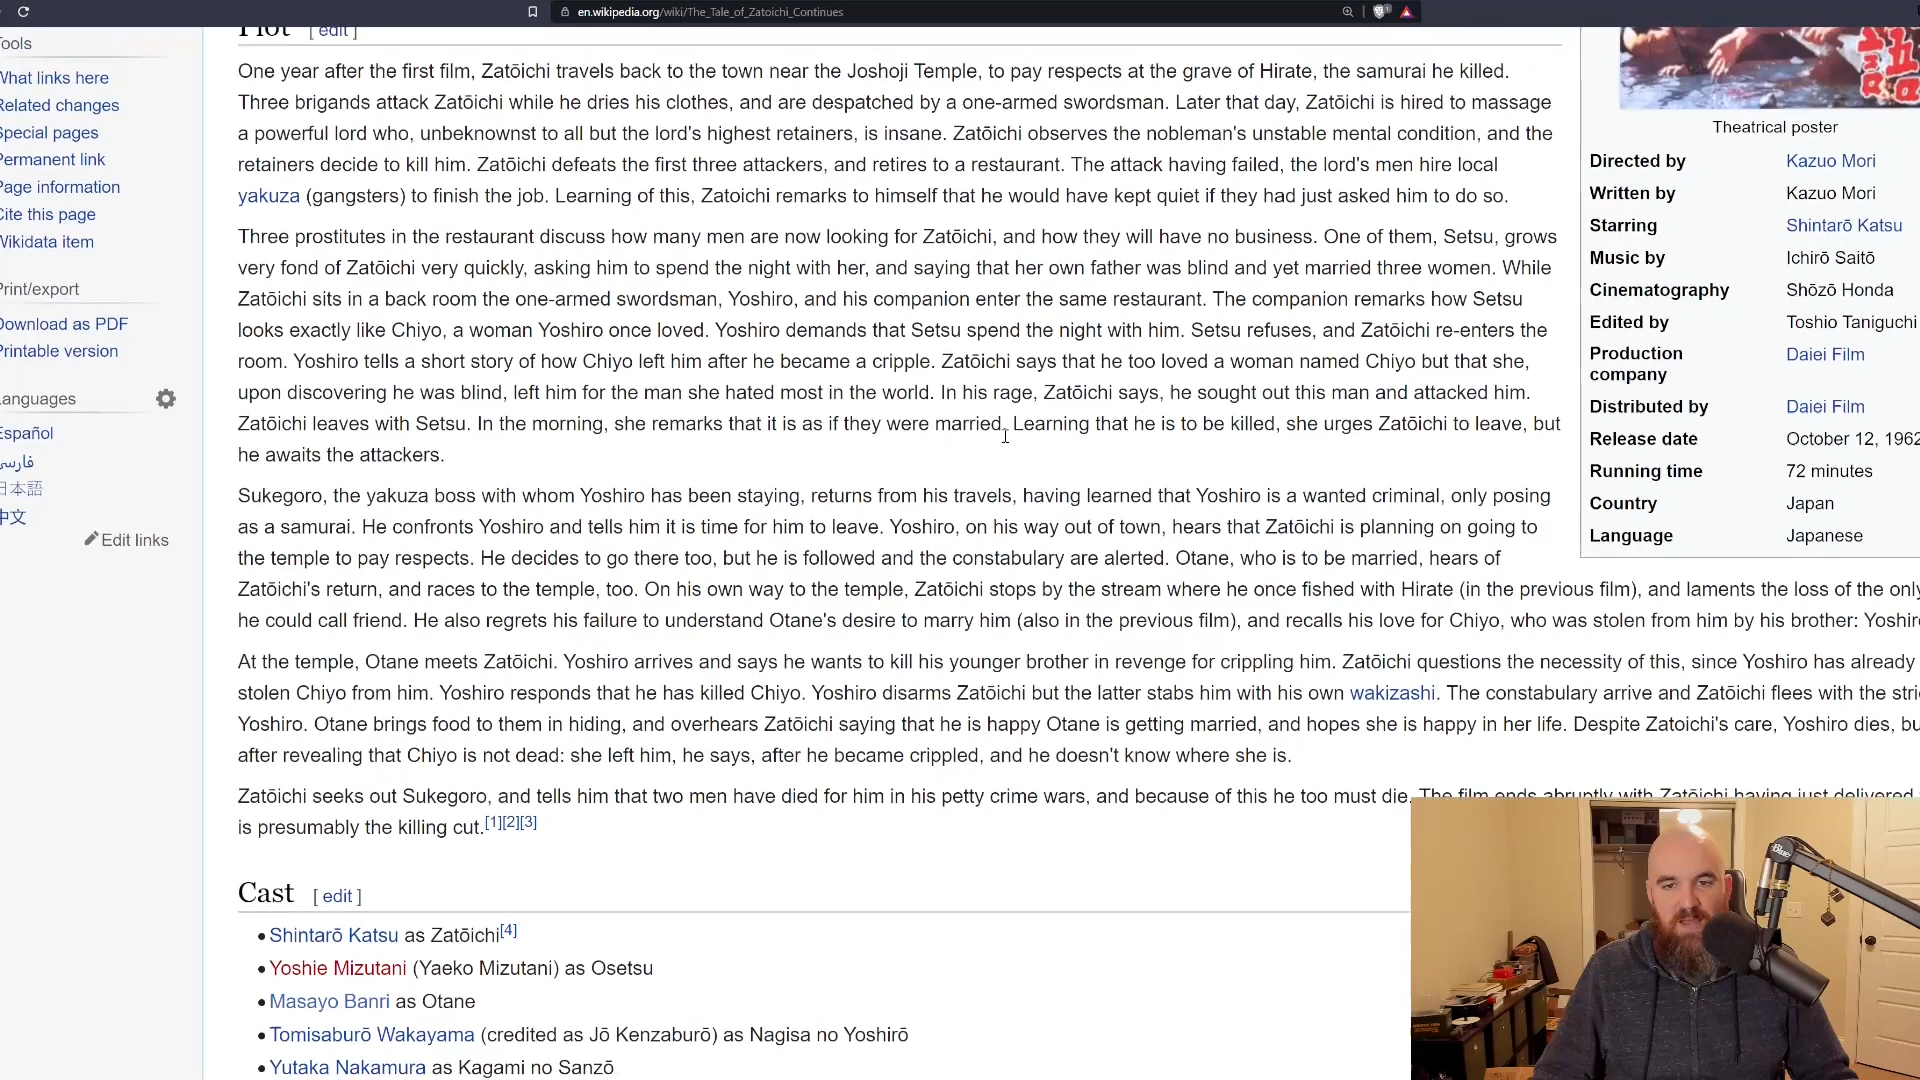 en.wikipedia.org/wiki/The_Tale_of_Zatoichi_Continues
Tools
What links here
Related changes
Special pages
Permanent link
Page information
Cite this page
Wikidata item
Print/export
Download as PDF
Printable version
Languages
Español
فارسی
日本語
中文
Edit links
Plot [ edit ]
One year after the first film, Zatōichi travels back to the town near the Joshoji Temple, to pay respects at the grave of Hirate, the samurai he killed.
Three brigands attack Zatōichi while he dries his clothes, and are despatched by a one-armed swordsman. Later that day, Zatōichi is hired to massage
a powerful lord who, unbeknownst to all but the lord's highest retainers, is insane. Zatōichi observes the nobleman's unstable mental condition, and the
retainers decide to kill him. Zatōichi defeats the first three attackers, and retires to a restaurant. The attack having failed, the lord's men hire local
yakuza (gangsters) to finish the job. Learning of this, Zatoichi remarks to himself that he would have kept quiet if they had just asked him to do so.
Three prostitutes in the restaurant discuss how many men are now looking for Zatōichi, and how they will have no business. One of them, Setsu, grows
very fond of Zatōichi very quickly, asking him to spend the night with her, and saying that her own father was blind and yet married three women. While
Zatōichi sits in a back room the one-armed swordsman, Yoshiro, and his companion enter the same restaurant. The companion remarks how Setsu
looks exactly like Chiyo, a woman Yoshiro once loved. Yoshiro demands that Setsu spend the night with him. Setsu refuses, and Zatōichi re-enters the
room. Yoshiro tells a short story of how Chiyo left him after he became a cripple. Zatōichi says that he too loved a woman named Chiyo but that she,
upon discovering he was blind, left him for the man she hated most in the world. In his rage, Zatōichi says, he sought out this man and attacked him.
Zatōichi leaves with Setsu. In the morning, she remarks that it is as if they were married. Learning that he is to be killed, she urges Zatōichi to leave, but
he awaits the attackers.
Sukegoro, the yakuza boss with whom Yoshiro has been staying, returns from his travels, having learned that Yoshiro is a wanted criminal, only posing
as a samurai. He confronts Yoshiro and tells him it is time for him to leave. Yoshiro, on his way out of town, hears that Zatōichi is planning on going to
the temple to pay respects. He decides to go there too, but he is followed and the constabulary are alerted. Otane, who is to be married, hears of
Zatōichi's return, and races to the temple, too. On his own way to the temple, Zatōichi stops by the stream where he once fished with Hirate (in the previous film), and laments the loss of the only
he could call friend. He also regrets his failure to understand Otane's desire to marry him (also in the previous film), and recalls his love for Chiyo, who was stolen from him by his brother: Yoshiro
At the temple, Otane meets Zatōichi. Yoshiro arrives and says he wants to kill his younger brother in revenge for crippling him. Zatōichi questions the necessity of this, since Yoshiro has already
stolen Chiyo from him. Yoshiro responds that he has killed Chiyo. Yoshiro disarms Zatōichi but the latter stabs him with his own wakizashi. The constabulary arrive and Zatōichi flees with the
Yoshiro. Otane brings food to them in hiding, and overhears Zatōichi saying that he is happy Otane is getting married, and hopes she is happy in her life. Despite Zatoichi's care, Yoshiro dies,
after revealing that Chiyo is not dead: she left him, he says, after he became crippled, and he doesn't know where she is.
Zatōichi seeks out Sukegoro, and tells him that two men have died for him in his petty crime wars, and because of this he too must die. The film ends abruptly with Zatōichi having just delivered
is presumably the killing cut.[1][2][3]
Cast [ edit ]
• Shintarō Katsu as Zatōichi[4]
• Yoshie Mizutani (Yaeko Mizutani) as Osetsu
• Masayo Banri as Otane
• Tomisaburō Wakayama (credited as Jō Kenzaburō) as Nagisa no Yoshirō
• Yutaka Nakamura as Kagami no Sanzō
語
Theatrical poster
Directed by Kazuo Mori
Written by Kazuo Mori
Starring Shintarō Katsu
Music by Ichirō Saitō
Cinematography Shōzō Honda
Edited by Toshio Taniguchi
Production company Daiei Film
Distributed by Daiei Film
Release date October 12, 1962
Running time 72 minutes
Country Japan
Language Japanese
Blue